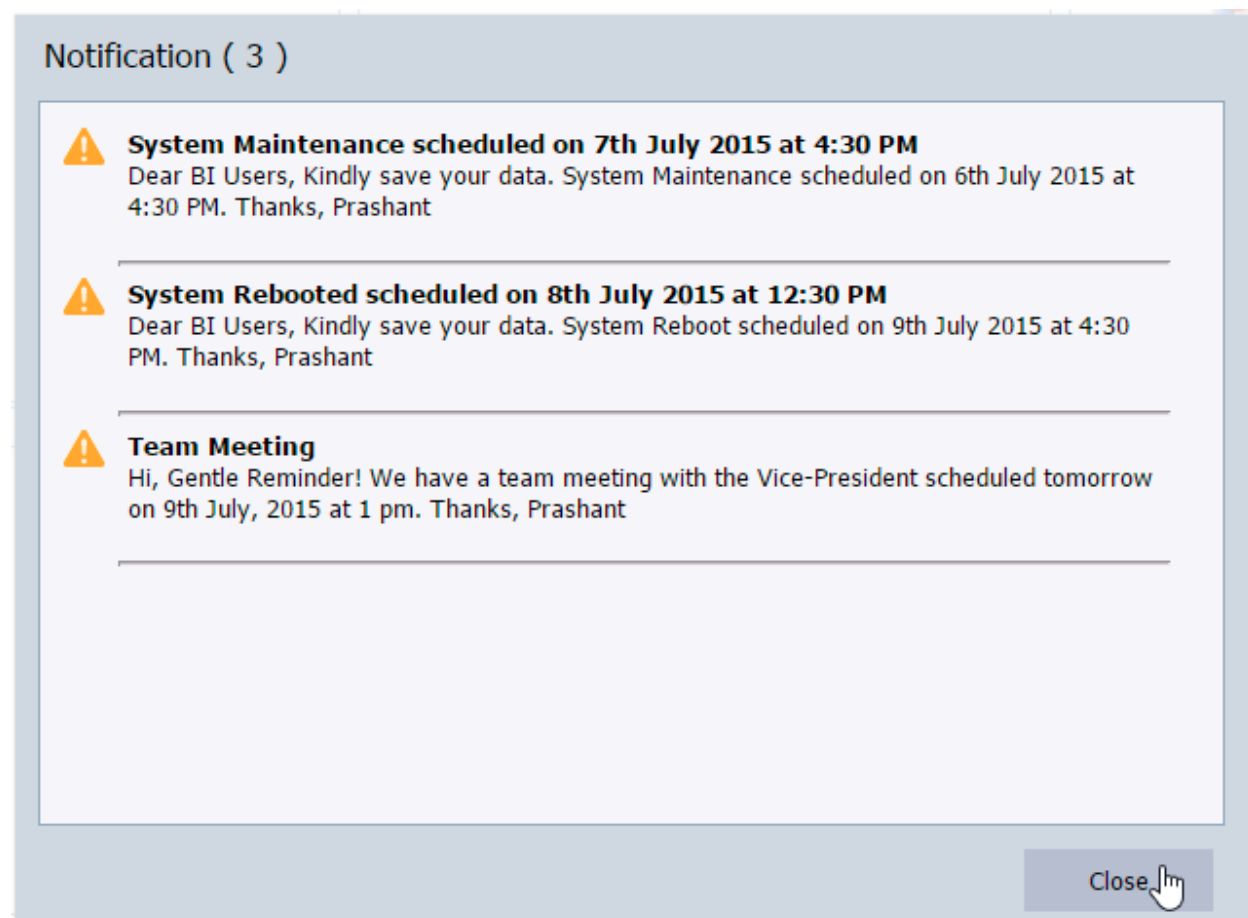 Notification ( 3 )
System Maintenance scheduled on 7th July 2015 at 4:30 PM
Dear BI Users, Kindly save your data. System Maintenance scheduled on 6th July 2015 at
4:30 PM. Thanks, Prashant
System Rebooted scheduled on 8th July 2015 at 12:30 PM
Dear BI Users, Kindly save your data. System Reboot scheduled on 9th July 2015 at 4:30
PM. Thanks, Prashant
Team Meeting
Hi, Gentle Reminder! We have a team meeting with the Vice-President scheduled tomorrow
on 9th July, 2015 at 1 pm. Thanks, Prashant
Close